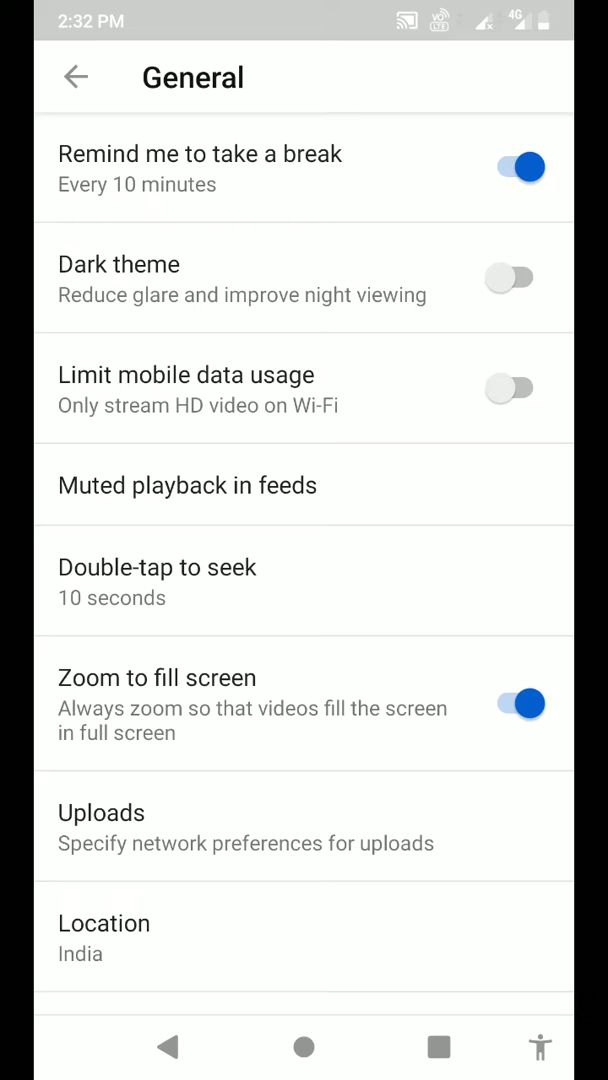 2:32 PM
VO LTE
4G
General
Remind me to take a break
Every 10 minutes
Dark theme
Reduce glare and improve night viewing
Limit mobile data usage
Only stream HD video on Wi-Fi
Muted playback in feeds
Double-tap to seek
10 seconds
Zoom to fill screen
Always zoom so that videos fill the screen
in full screen
Uploads
Specify network preferences for uploads
Location
India